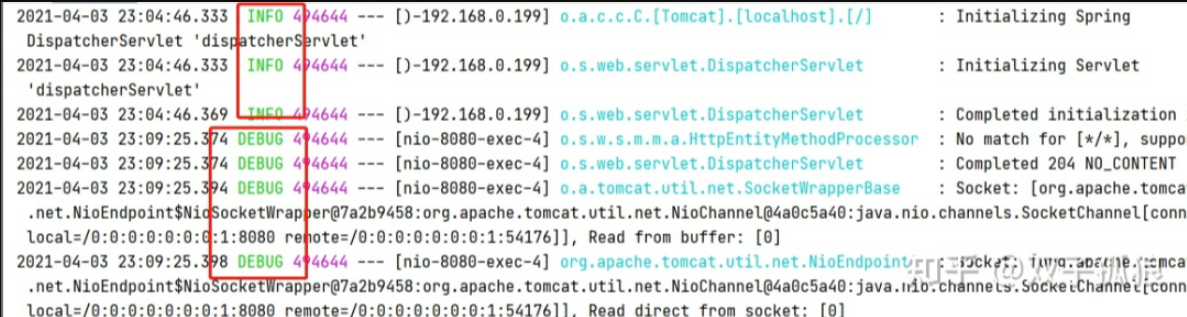 2021-04-03 23:04:46.333  INFO 494644 --- [)-192.168.0.199] o.a.c.c.C.[Tomcat].[localhost].[/]       : Initializing Spring
DispatcherServlet 'dispatcherServlet'
2021-04-03 23:04:46.333  INFO 494644 --- [)-192.168.0.199] o.s.web.servlet.DispatcherServlet        : Initializing Servlet
'dispatcherServlet'
2021-04-03 23:04:46.369  INFO 494644 --- [)-192.168.0.199] o.s.web.servlet.DispatcherServlet        : Completed initialization
2021-04-03 23:09:25.374 DEBUG 494644 --- [nio-8080-exec-4] o.s.w.s.m.m.a.HttpEntityMethodProcessor  : No match for [*/*], suppo
2021-04-03 23:09:25.374 DEBUG 494644 --- [nio-8080-exec-4] o.s.web.servlet.DispatcherServlet        : Completed 204 NO_CONTENT
2021-04-03 23:09:25.394 DEBUG 494644 --- [nio-8080-exec-4] o.a.tomcat.util.net.SocketWrapperBase    : Socket: [org.apache.tomca
.net.NioEndpoint$NioSocketWrapper@7a2b9458:org.apache.tomcat.util.net.NioChannel@4a0c5a40:java.nio.channels.SocketChannel[conn
local=/0:0:0:0:0:0:0:1:8080 remote=/0:0:0:0:0:0:0:1:54176]], Read from buffer: [0]
2021-04-03 23:09:25.398 DEBUG 494644 --- [nio-8080-exec-4] org.apache.tomcat.util.net.NioEndpoint
知乎 @双子孤狼
.net.NioEndpoint$NioSocketWrapper@7a2b9458:org.apache.tomcat.util.net.NioChannel@4a0c5a40:java.nio.channels.SocketChannel[conn
local=/0:0:0:0:0:0:0:1:8080 remote=/0:0:0:0:0:0:0:1:54176]], Read direct from socket: [0]